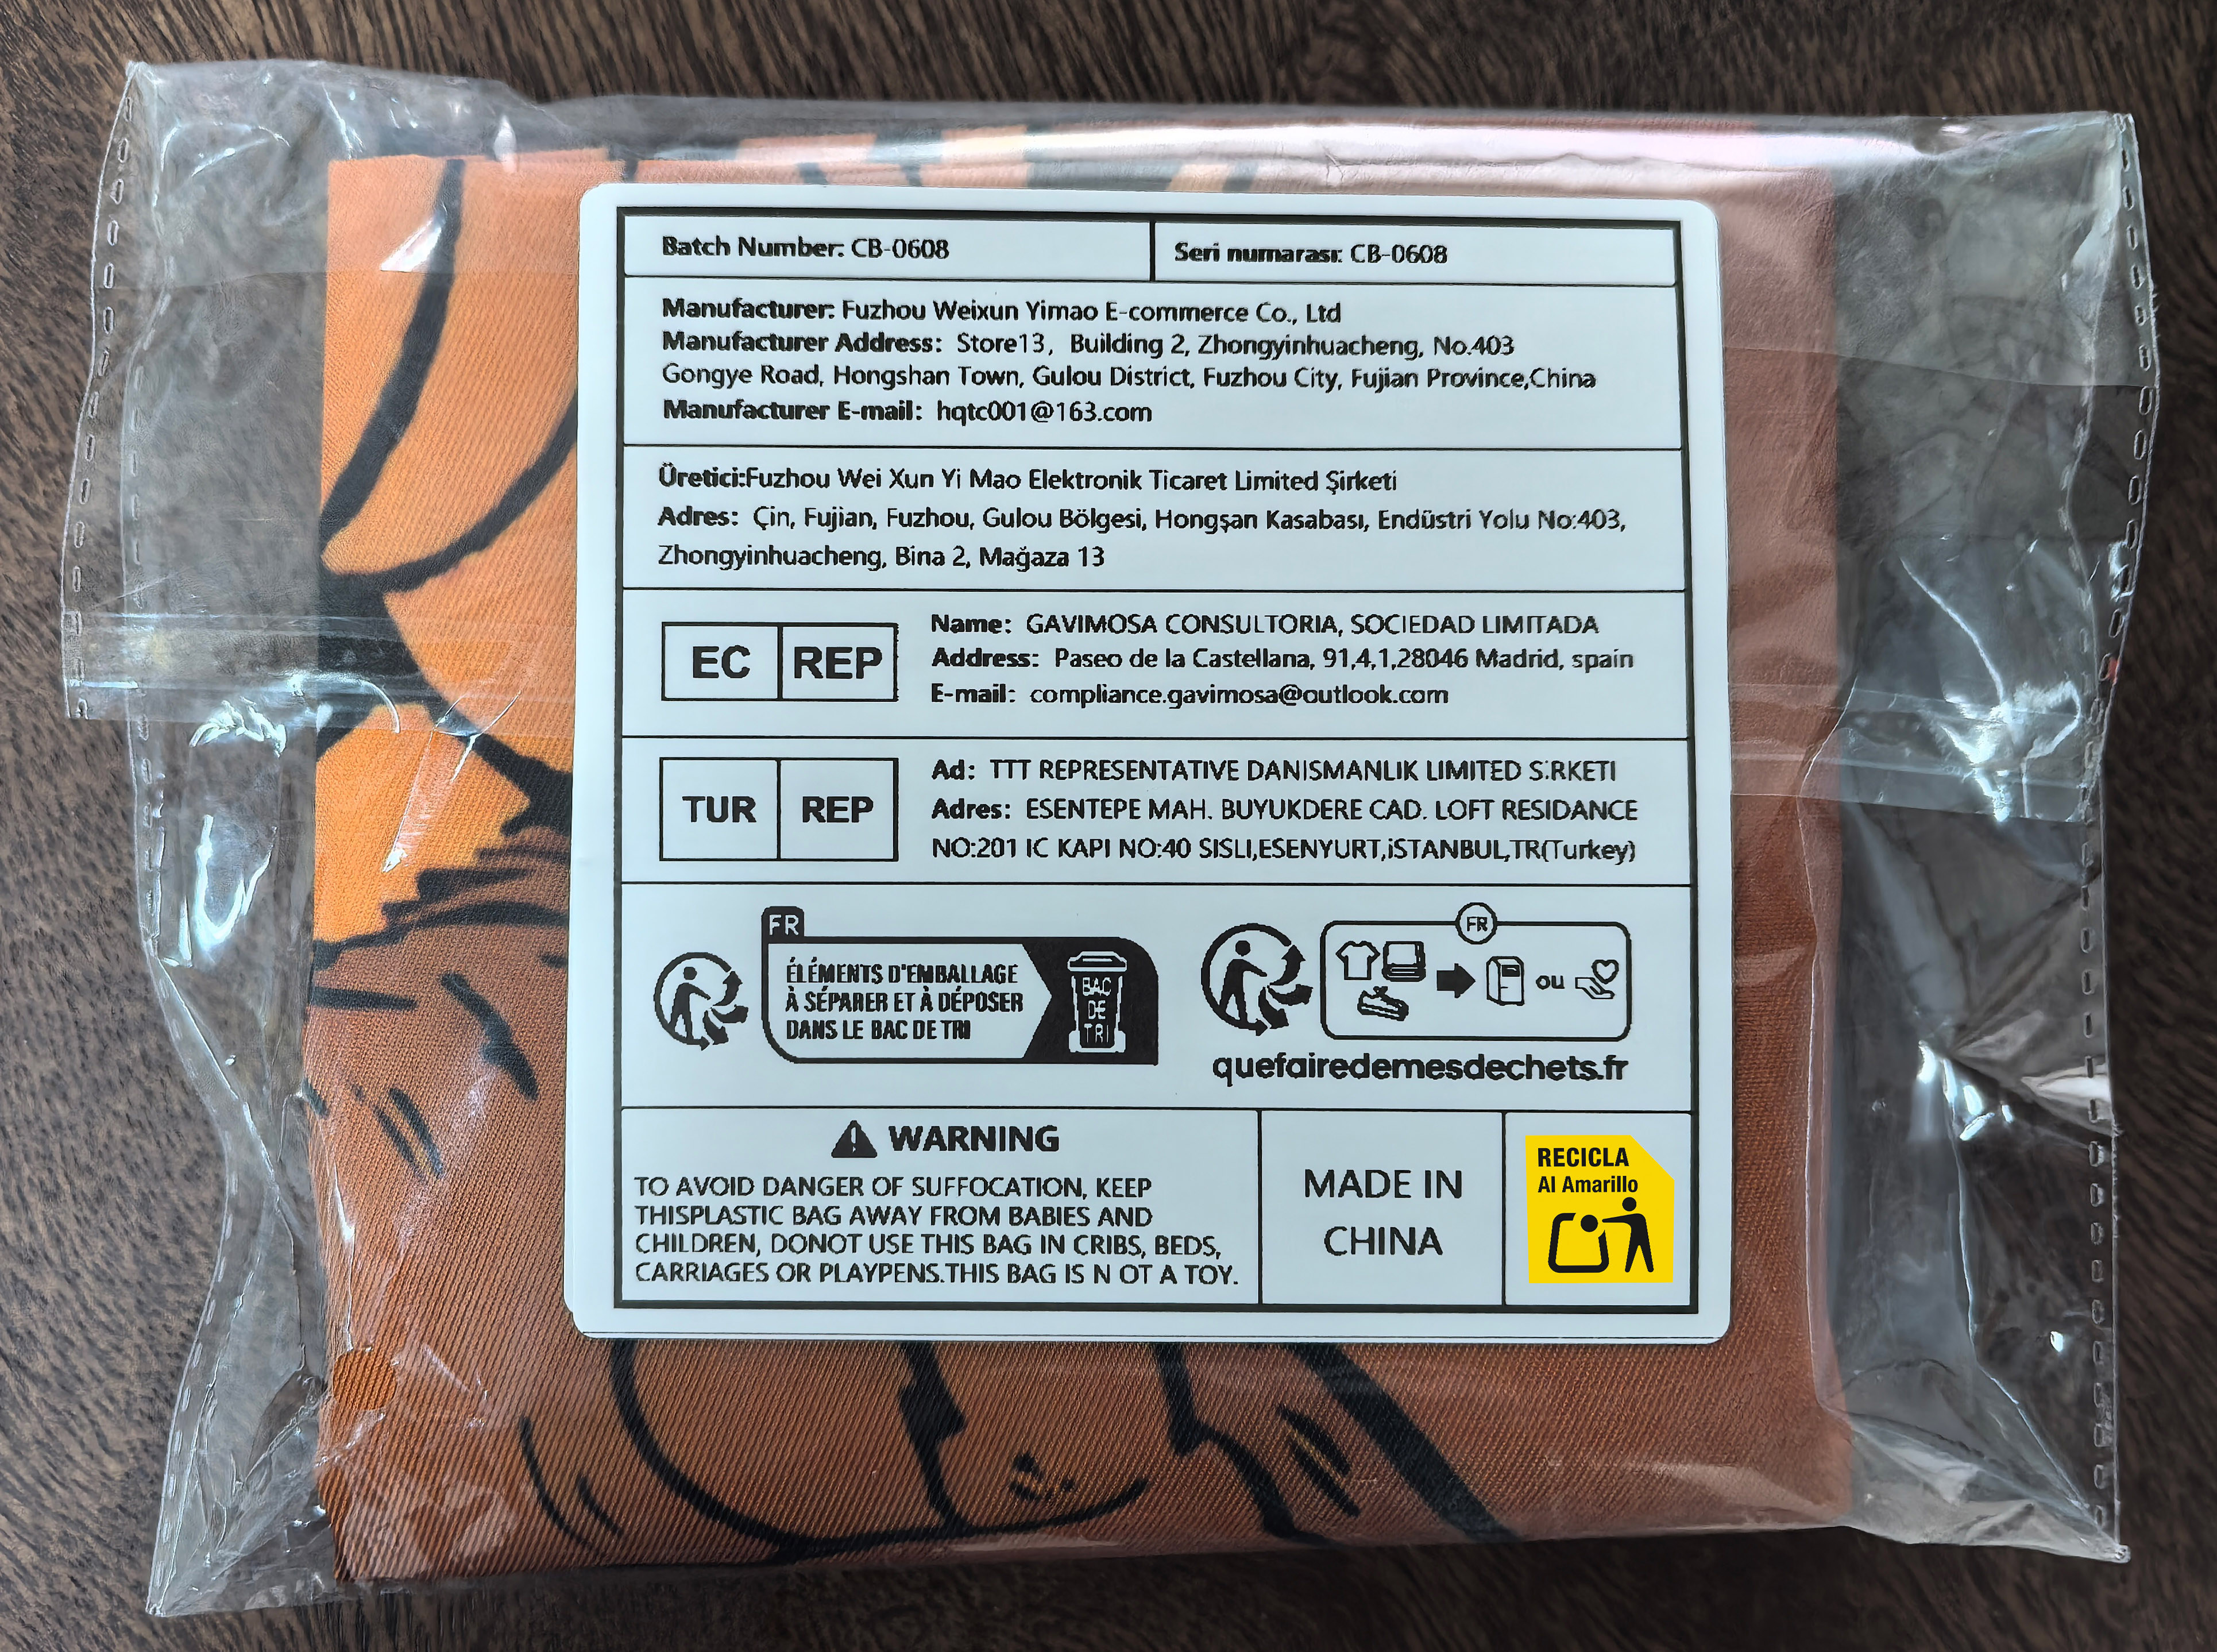 Batch Number: CB-0608
Seri numarası: CB-0608
Manufacturer: Fuzhou Weixun Yimao E-commerce Co., Ltd
Manufacturer Address: Store13, Building 2, Zhongyinhuacheng, No.403
Gongye Road, Hongshan Town, Gulou District, Fuzhou City, Fujian Province,China
Manufacturer E-mail: hqtc001@163.com
Üretici:Fuzhou Wei Xun Yi Mao Elektronik Ticaret Limited Şirketi
Adres: Çin, Fujian, Fuzhou, Gulou Bölgesi, Hongşan Kasabası, Endüstri Yolu No:403,
Zhongyinhuacheng, Bina 2, Mağaza 13
EC REP
Name: GAVIMOSA CONSULTORIA, SOCIEDAD LIMITADA
Address: Paseo de la Castellana, 91,4,1,28046 Madrid, spain
E-mail: compliance.gavimosa@outlook.com
TUR REP
Ad: TTT REPRESENTATIVE DANISMANLIK LIMITED S:RKETI
Adres: ESENTEPE MAH. BUYUKDERE CAD. LOFT RESIDANCE
NO:201 IC KAPI NO:40 SISLI,ESENYURT,iSTANBUL,TR(Turkey)
FR
ÉLÉMENTS D'EMBALLAGE
À SÉPARER ET À DÉPOSER
DANS LE BAC DE TRI
BAC
DE
TRI
FR
ou
quefairedemesdechets.fr
WARNING
TO AVOID DANGER OF SUFFOCATION, KEEP
THISPLASTIC BAG AWAY FROM BABIES AND
CHILDREN, DONOT USE THIS BAG IN CRIBS, BEDS,
CARRIAGES OR PLAYPENS.THIS BAG IS N OT A TOY.
MADE IN
CHINA
RECICLA
Al Amarillo